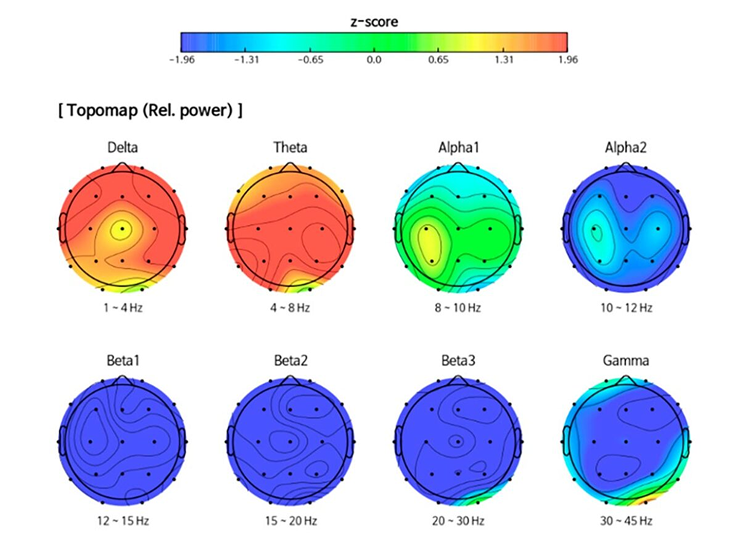 z-score
-1.96 -1.31 -0.65 0.0 0.65 1.31 1.96
[ Topomap (Rel. power) ]
Delta Theta Alpha1 Alpha2
1 ~ 4 Hz 4 ~ 8 Hz 8 ~ 10 Hz 10 ~ 12 Hz
Beta1 Beta2 Beta3 Gamma
12 ~ 15 Hz 15 ~ 20 Hz 20 ~ 30 Hz 30 ~ 45 Hz